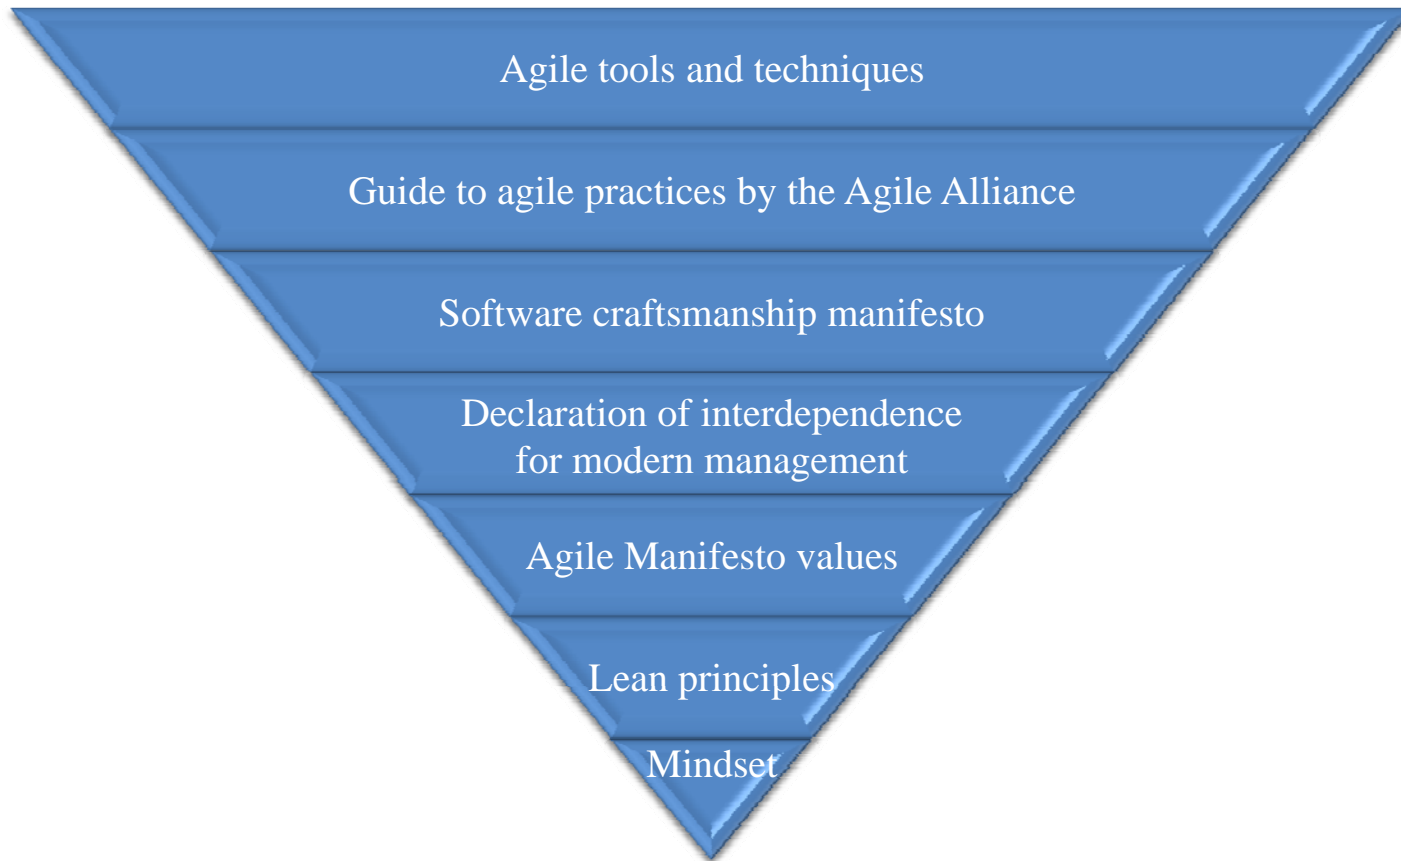 Agile tools and techniques
Guide to agile practices by the Agile Alliance
Software craftsmanship manifesto
Declaration of interdependence
for modern management
Agile Manifesto values
Lean principles
Mindset